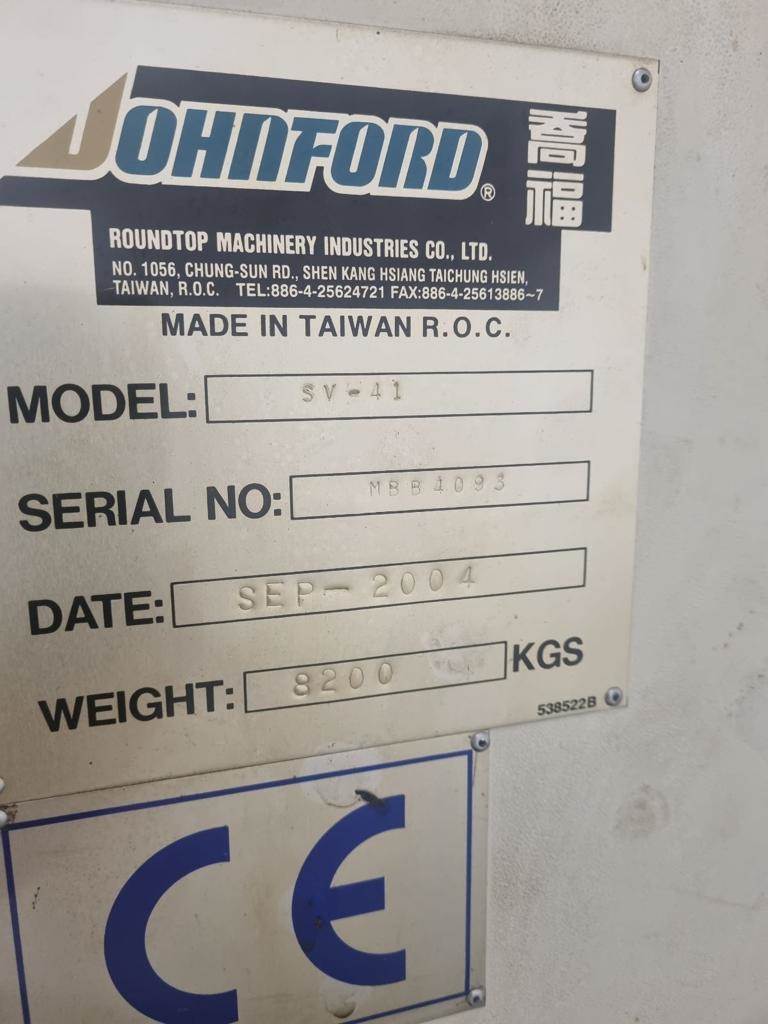 JOHNFORD® 喬福
ROUNDTOP MACHINERY INDUSTRIES CO., LTD.
NO. 1056, CHUNG-SUN RD., SHEN KANG HSIANG TAICHUNG HSIEN,
TAIWAN, R.O.C. TEL:886-4-25624721 FAX:886-4-25613886~7
MADE IN TAIWAN R.O.C.
MODEL: SV-41
SERIAL NO: MBB4093
DATE: SEP-2004
WEIGHT: 8200 KGS
538522B
CE